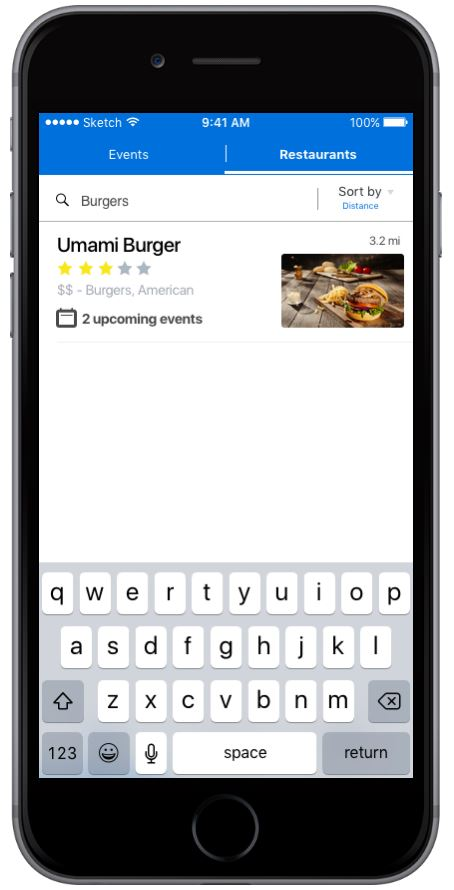 ●●●●● Sketch 9:41 AM 100%
Events Restaurants
Burgers Sort by
Distance
Umami Burger 3.2 mi
$$ - Burgers, American
2 upcoming events
q w e r t y u i o p
a s d f g h j k l
z x c v b n m
123 space return